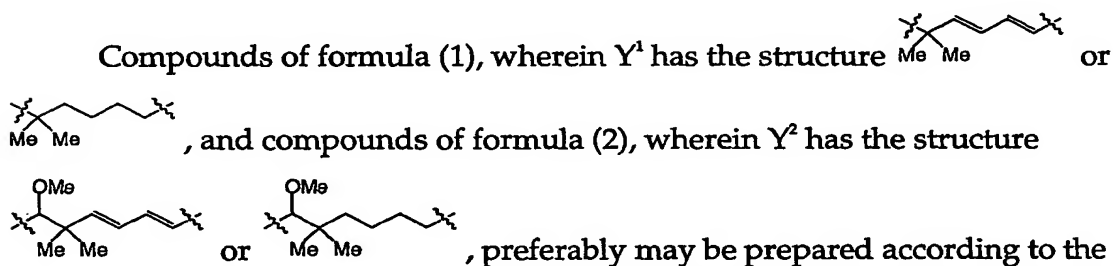 Compounds of formula (1), wherein Y¹ has the structure Me Me or
Me Me , and compounds of formula (2), wherein Y² has the structure
OMe Me Me or OMe Me Me , preferably may be prepared according to the